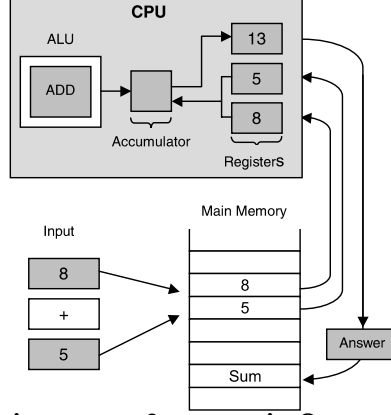 CPU
ALU
13
ADD
5
8
Accumulator
Registers
Main Memory
Input
8
8
5
+
5
Answer
Sum